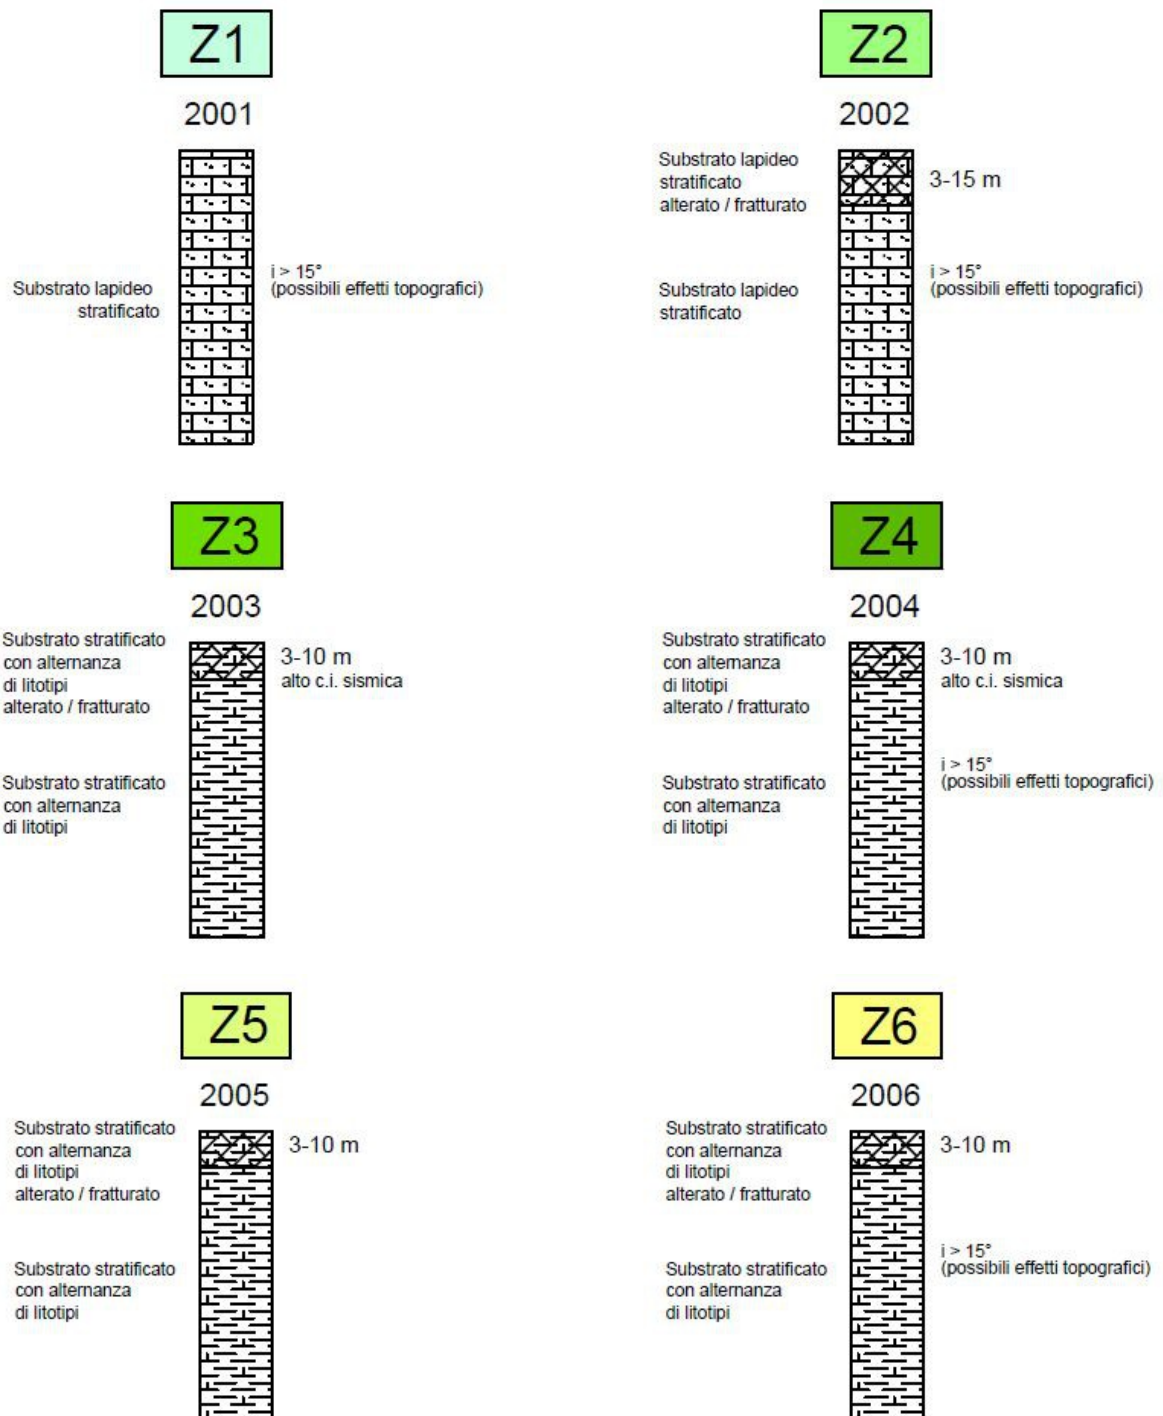 Z1
2001
Substrato lapideo
stratificato
i > 15°
(possibili effetti topografici)
Z2
2002
Substrato lapideo
stratificato
alterato / fratturato
3-15 m
Substrato lapideo
stratificato
i > 15°
(possibili effetti topografici)
Z3
2003
Substrato stratificato
con alternanza
di litotipi
alterato / fratturato
3-10 m
alto c.i. sismica
Substrato stratificato
con alternanza
di litotipi
Z4
2004
Substrato stratificato
con alternanza
di litotipi
alterato / fratturato
3-10 m
alto c.i. sismica
Substrato stratificato
con alternanza
di litotipi
i > 15°
(possibili effetti topografici)
Z5
2005
Substrato stratificato
con alternanza
di litotipi
alterato / fratturato
3-10 m
Substrato stratificato
con alternanza
di litotipi
Z6
2006
Substrato stratificato
con alternanza
di litotipi
alterato / fratturato
3-10 m
Substrato stratificato
con alternanza
di litotipi
i > 15°
(possibili effetti topografici)